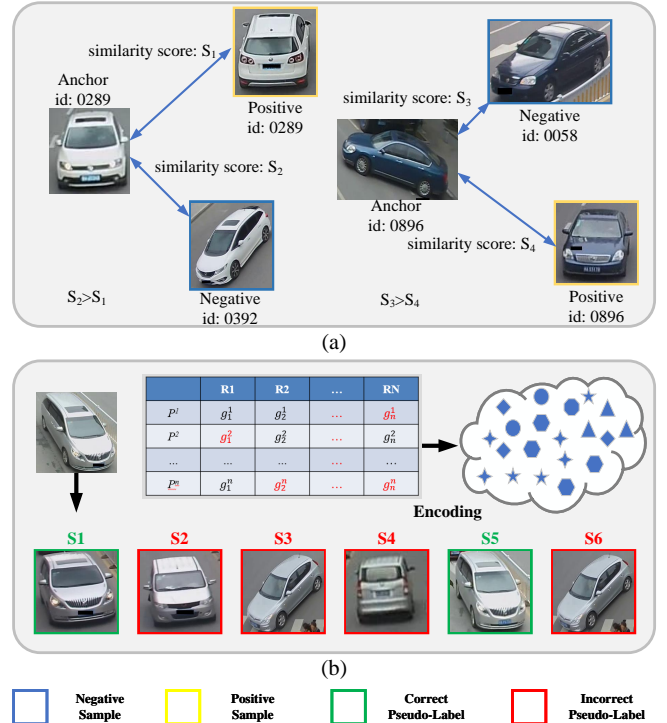 similarity score: S₁
Anchor
id: 0289
Positive
id: 0289
similarity score: S₂
Negative
id: 0392
S₂>S₁
similarity score: S₃
Negative
id: 0058
Anchor
id: 0896
similarity score: S₄
Positive
id: 0896
S₃>S₄
(a)
R1 R2 ... RN
P¹ g₁¹ g₂¹ ... gₙ¹
P² g₁² g₂² ... gₙ²
... ... ... ...
Pⁿ g₁ⁿ g₂ⁿ ... gₙⁿ
Encoding
S1 S2 S3 S4 S5 S6
(b)
Negative
Sample
Positive
Sample
Correct
Pseudo-Label
Incorrect
Pseudo-Label